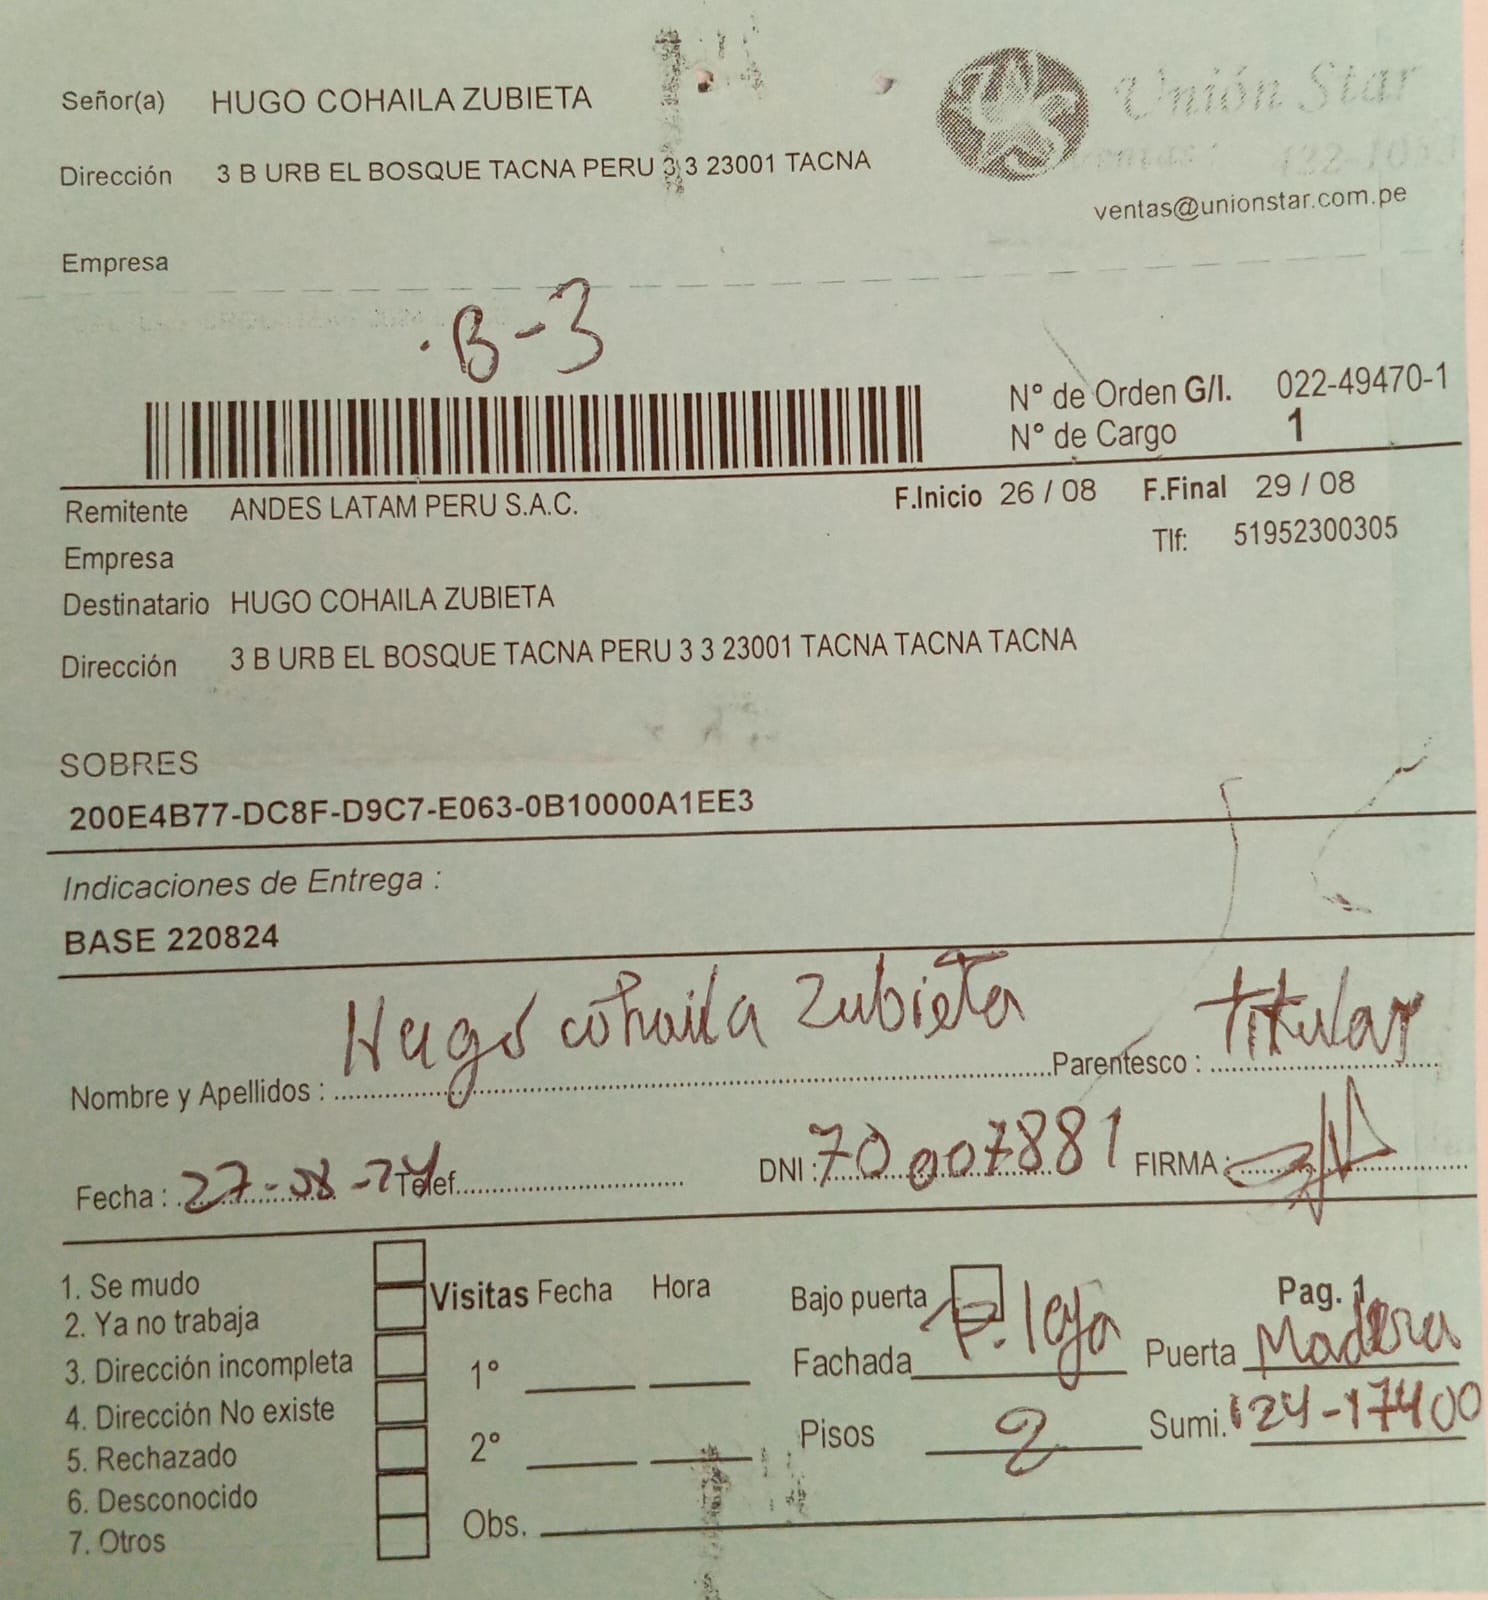 Señor(a) HUGO COHAILA ZUBIETA
Unión Star
Dirección 3 B URB EL BOSQUE TACNA PERU 3 3 23001 TACNA
ventas@unionstar.com.pe
Empresa
B-3
N° de Orden G/I. 022-49470-1
N° de Cargo 1
Remitente ANDES LATAM PERU S.A.C. F.Inicio 26 / 08 F.Final 29 / 08
Empresa Tlf: 51952300305
Destinatario HUGO COHAILA ZUBIETA
Dirección 3 B URB EL BOSQUE TACNA PERU 3 3 23001 TACNA TACNA TACNA
SOBRES
200E4B77-DC8F-D9C7-E063-0B10000A1EE3
Indicaciones de Entrega :
BASE 220824
Nombre y Apellidos : Hugo cohaila Zubieta Parentesco : titular
Fecha : 27-08-24 Telef. DNI : 70007881 FIRMA :
1. Se mudo
2. Ya no trabaja
3. Dirección incompleta
4. Dirección No existe
5. Rechazado
6. Desconocido
7. Otros
Visitas Fecha Hora
1°
2°
Obs.
Bajo puerta Pag. 1
Fachada Puerta Madera
Pisos 2 Sumi. 124-17400